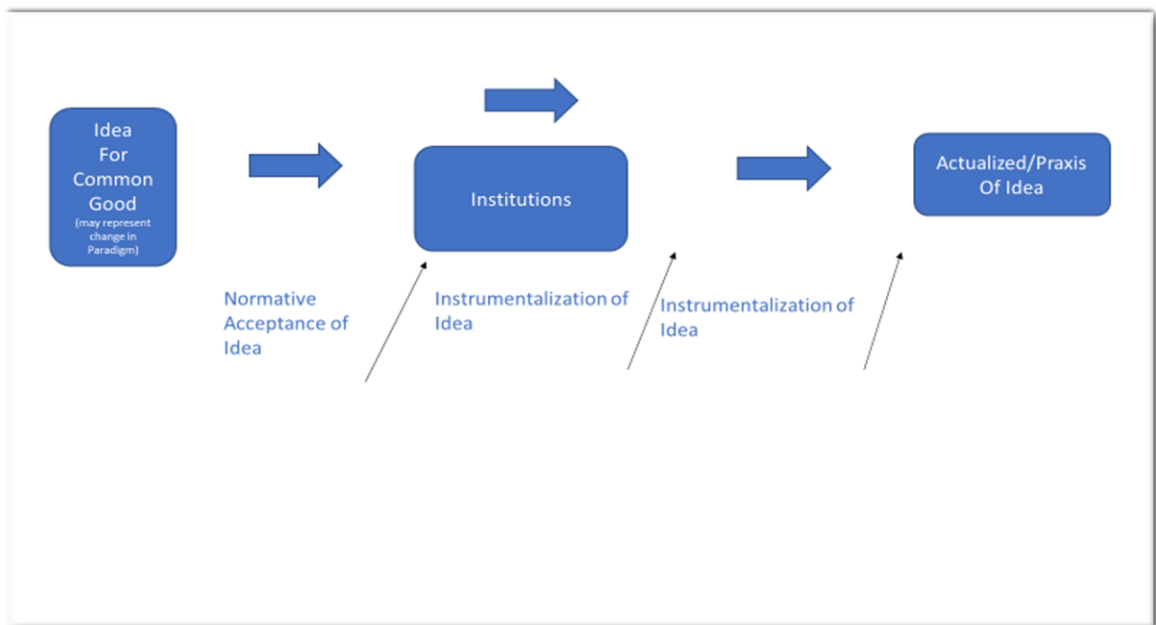 Idea
For
Common
Good
(may represent
change in
Paradigm)
Institutions
Actualized/Praxis
Of Idea
Normative
Acceptance of
Idea
Instrumentalization of
Idea
Instrumentalization of
Idea